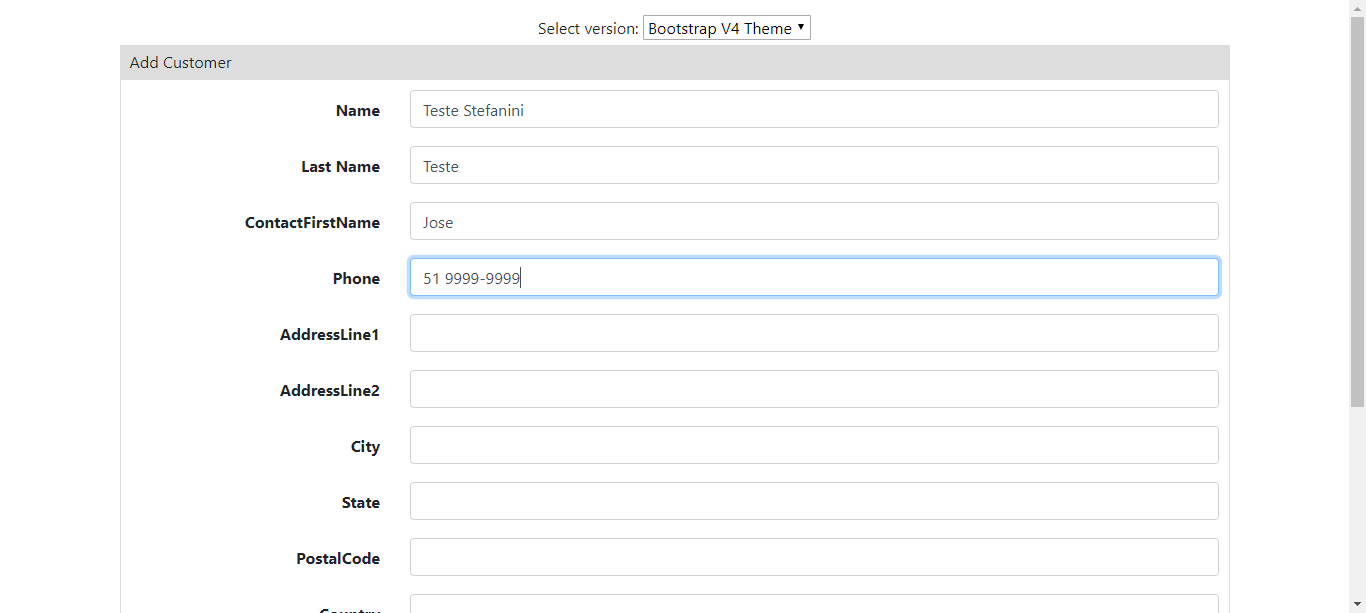 Select version: Bootstrap V4 Theme
Add Customer
Name Teste Stefanini
Last Name Teste
ContactFirstName Jose
Phone 51 9999-9999
AddressLine1
AddressLine2
City
State
PostalCode
Country